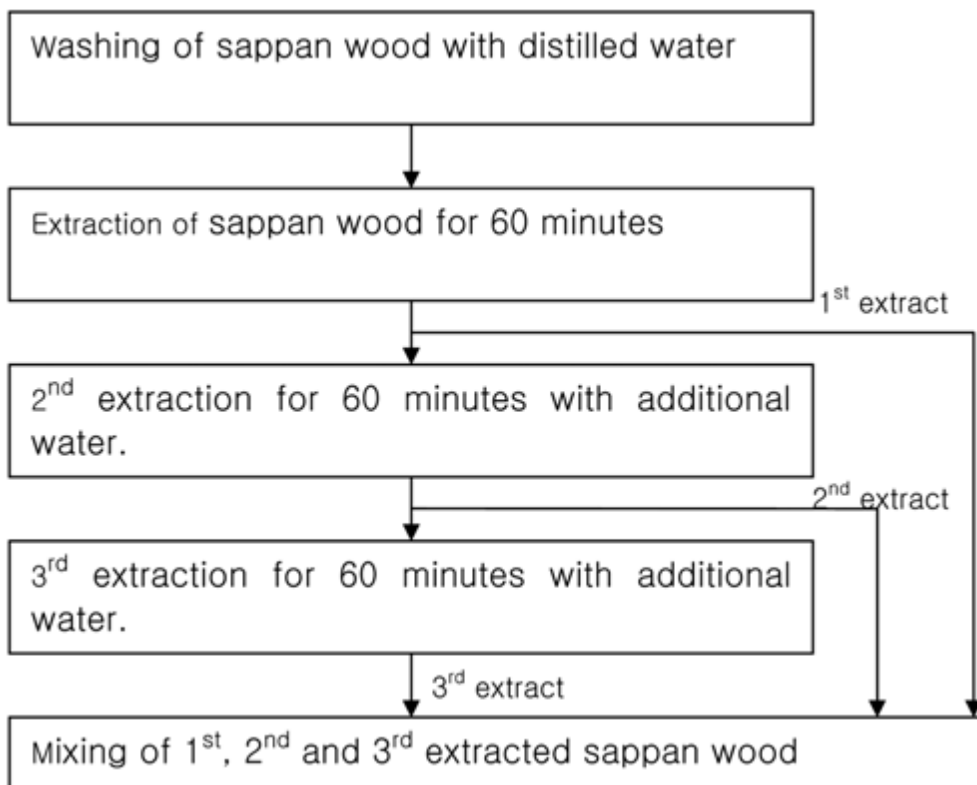 Washing of sappan wood with distilled water
Extraction of sappan wood for 60 minutes
1st extract
2nd extraction for 60 minutes with additional
water.
2nd extract
3rd extraction for 60 minutes with additional
water.
3rd extract
Mixing of 1st, 2nd and 3rd extracted sappan wood